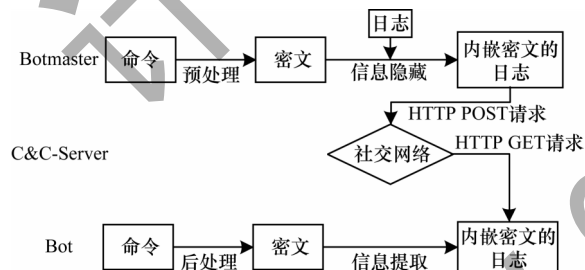 日志
Botmaster
命令
预处理
密文
信息隐藏
内嵌密文的
日志
HTTP POST请求
C&C-Server
社交网络
HTTP GET请求
Bot
命令
后处理
密文
信息提取
内嵌密文的
日志